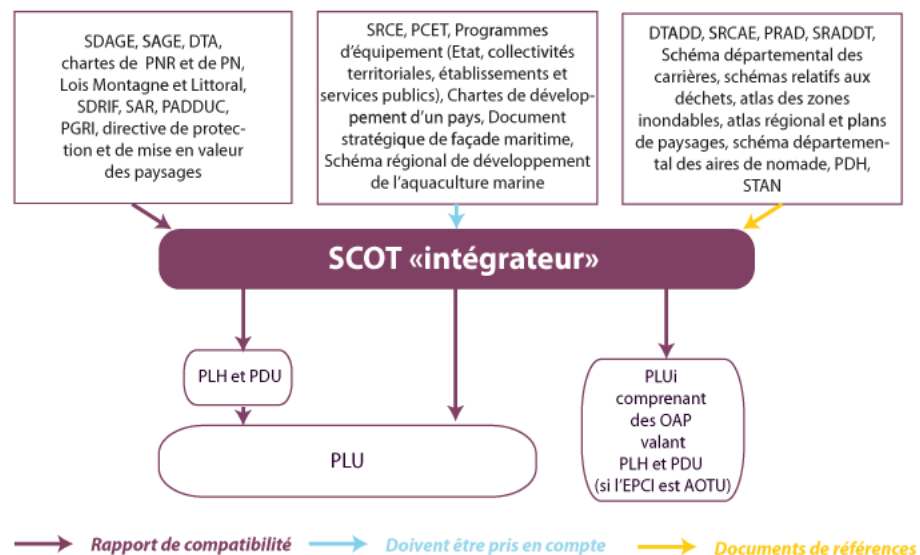 SDAGE, SAGE, DTA,
chartes de PNR et de PN,
Lois Montagne et Littoral,
SDRIF, SAR, PADDUC,
PGRI, directive de protec-
tion et de mise en valeur
des paysages
SRCE, PCET, Programmes
d'équipement (Etat, collectivités
territoriales, établissements et
services publics), Chartes de dévelop-
pement d'un pays, Document
stratégique de façade maritime,
Schéma régional de développement
de l'aquaculture marine
DTADD, SRCAE, PRAD, SRADDT,
Schéma départemental des
carrières, schémas relatifs aux
déchets, atlas des zones
inondables, atlas régional et plans
de paysages, schéma départemen-
tal des aires de nomade, PDH,
STAN
SCOT «intégrateur»
PLH et PDU
PLU
PLUi
comprenant
des OAP
valant
PLH et PDU
(si l'EPCI est AOTU)
Rapport de compatibilité
Doivent être pris en compte
Documents de références